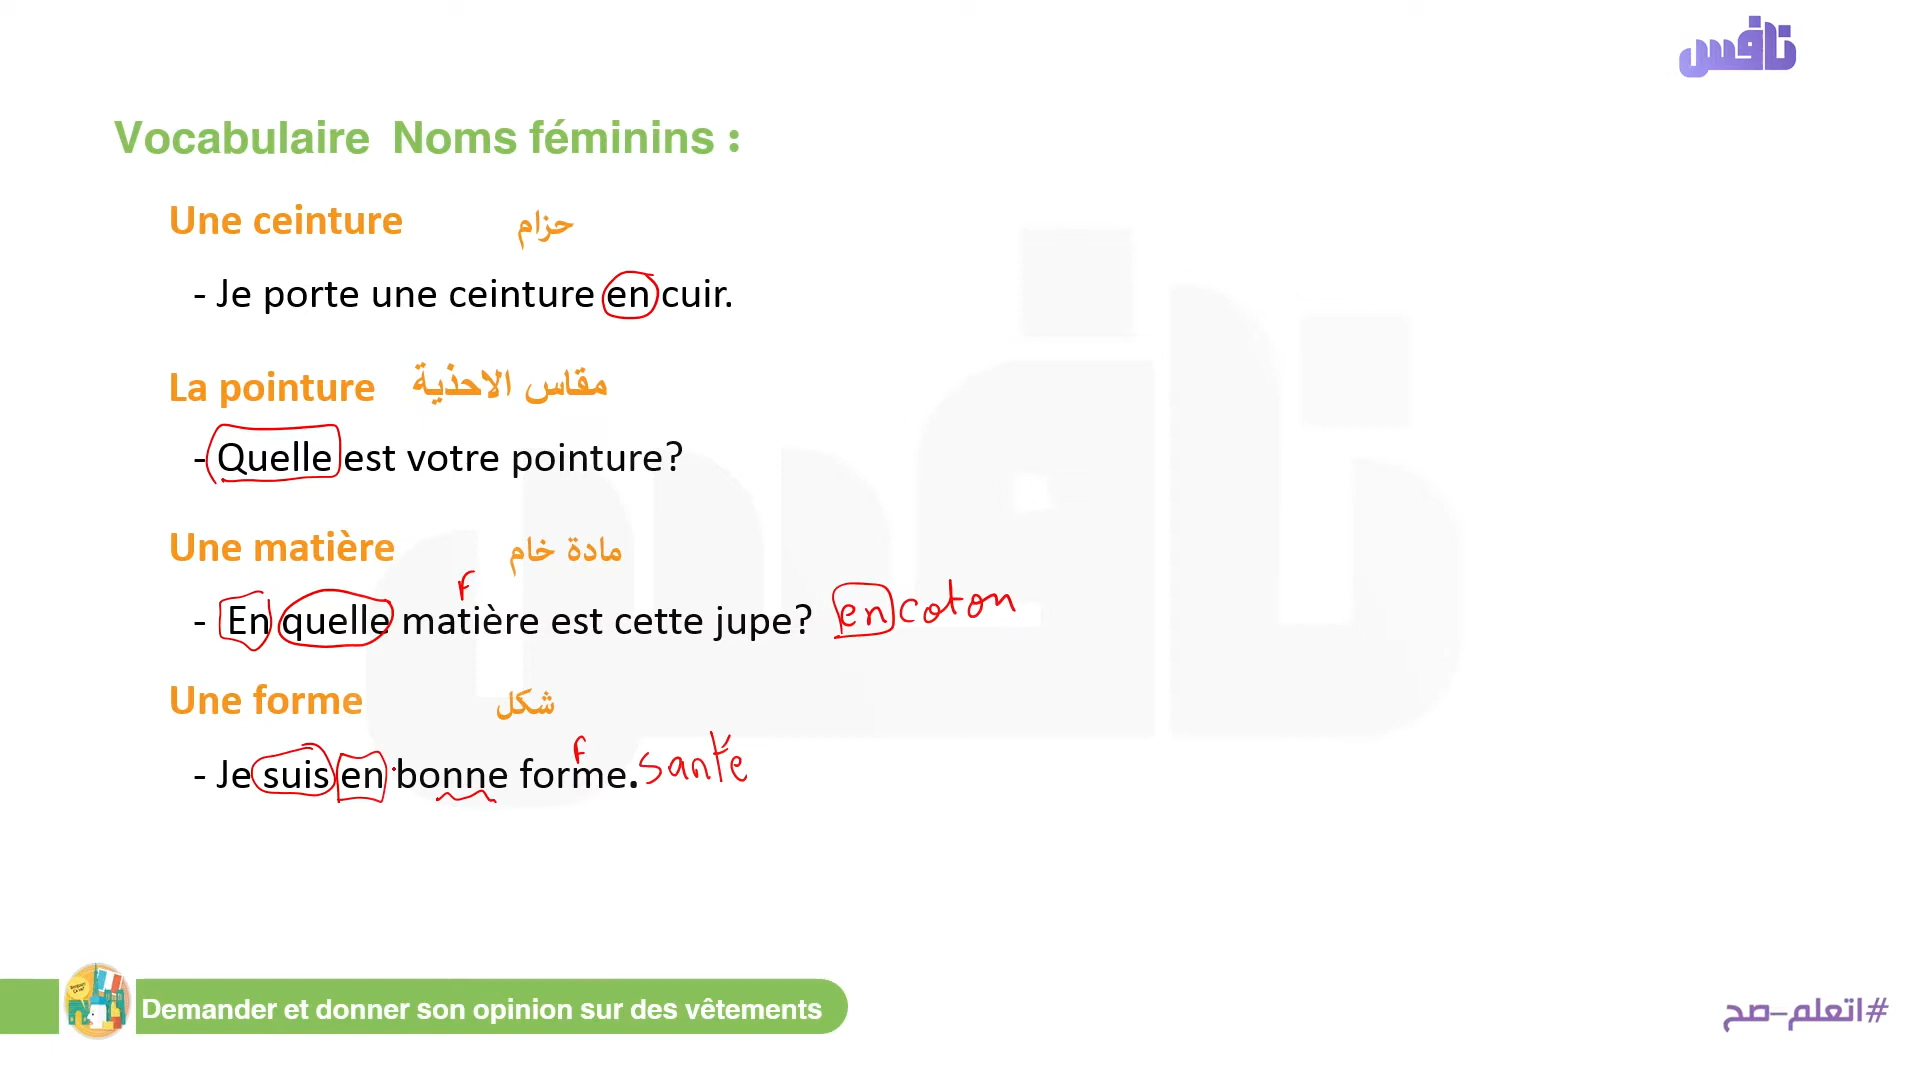 نافس
Vocabulaire Noms féminins :
Une ceinture حزام
- Je porte une ceinture en cuir.
La pointure مقاس الاحذية
- Quelle est votre pointure?
Une matière مادة خام
F
- En quelle matière est cette jupe? en coton
Une forme شكل
F
- Je suis en bonne forme. santé
Demander et donner son opinion sur des vêtements
#اتعلم-صح